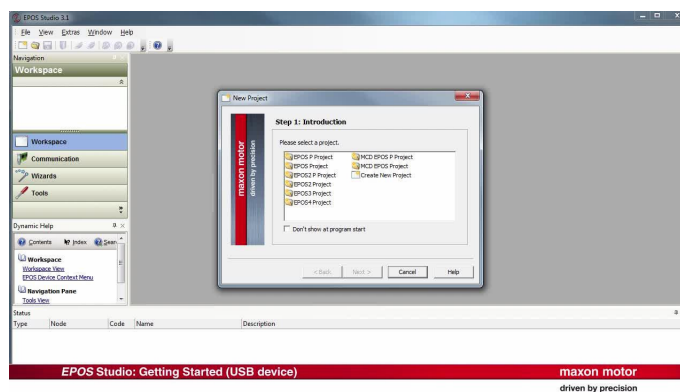 EPOS Studio 3.1
File View Extras Window Help
Navigation
Workspace
Workspace
Communication
Wizards
Tools
Dynamic Help
Contents Index Sear
Workspace
Workspace View
EPOS Device Context Menu
Navigation Pane
Tools View
New Project
maxon motor
driven by precision
Step 1: Introduction
Please select a project.
EPOS P Project MCD EPOS P Project
EPOS Project MCD EPOS Project
EPOS2 P Project Create New Project
EPOS2 Project
EPOS3 Project
EPOS4 Project
Don't show at program start
< Back Next > Cancel Help
Status
Type Node Code Name Description
EPOS Studio: Getting Started (USB device)
maxon motor
driven by precision